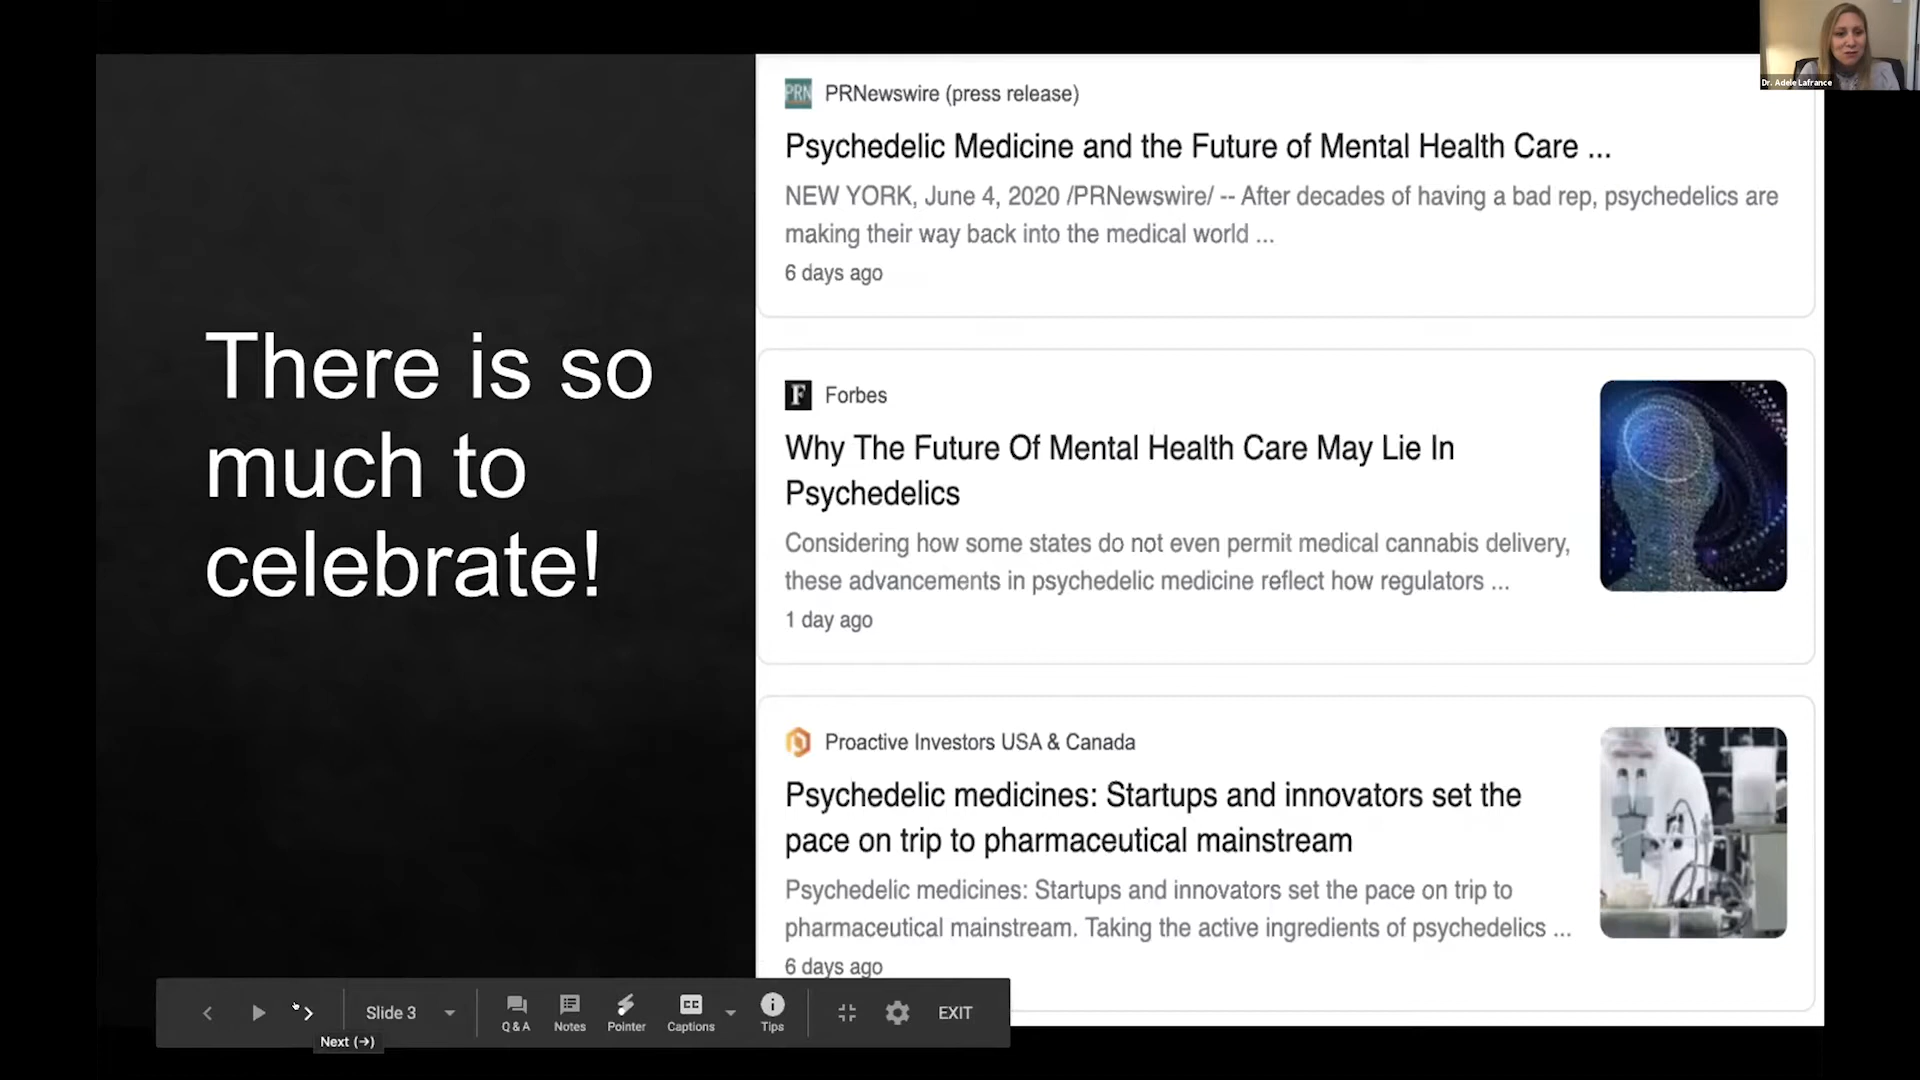 There is so
much to
celebrate!
PRN
PRNewswire (press release)
Psychedelic Medicine and the Future of Mental Health Care ...
NEW YORK, June 4, 2020 /PRNewswire/ -- After decades of having a bad rep, psychedelics are
making their way back into the medical world ...
6 days ago
F
Forbes
Why The Future Of Mental Health Care May Lie In
Psychedelics
Considering how some states do not even permit medical cannabis delivery,
these advancements in psychedelic medicine reflect how regulators ...
1 day ago
Proactive Investors USA & Canada
Psychedelic medicines: Startups and innovators set the
pace on trip to pharmaceutical mainstream
Psychedelic medicines: Startups and innovators set the pace on trip to
pharmaceutical mainstream. Taking the active ingredients of psychedelics ...
6 days ago
Dr. Adele Lafrance
Slide 3
Q & A
Notes
Pointer
CC
Captions
i
Tips
EXIT
Next (→)